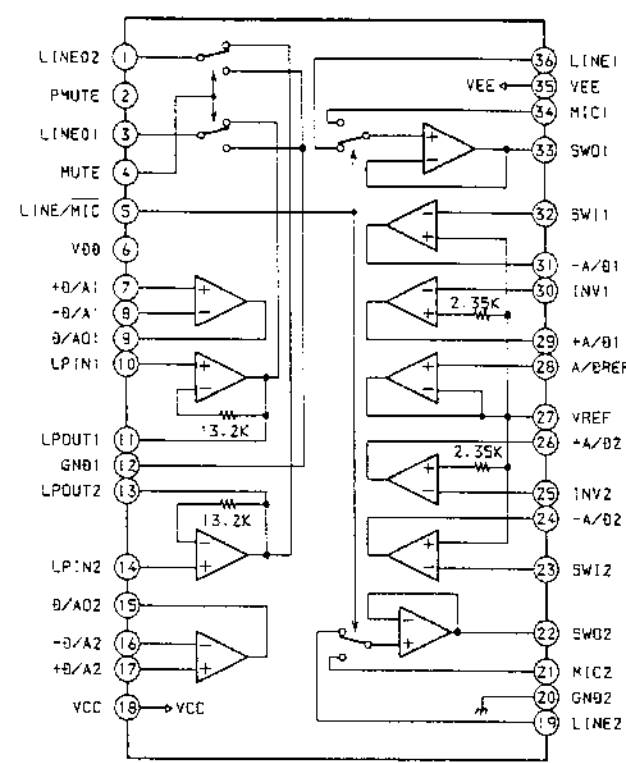 LINEO2 1
PMUTE 2
LINEO1 3
MUTE 4
LINE/MIC 5
VDD 6
+D/A1 7
-D/A1 8
D/AO1 9
LPIN1 10
LPOUT1 11
GND1 12
LPOUT2 13
LPIN2 14
D/AO2 15
-D/A2 16
+D/A2 17
VCC 18 VCC
13.2K
13.2K
36 LINE1
VEE 35 VEE
34 MIC1
33 SWO1
32 SWI1
31 -A/D1
30 INV1
2.35K
29 +A/D1
28 A/DREF
27 VREF
26 +A/D2
2.35K
25 INV2
24 -A/D2
23 SWI2
22 SWO2
21 MIC2
20 GND2
19 LINE2